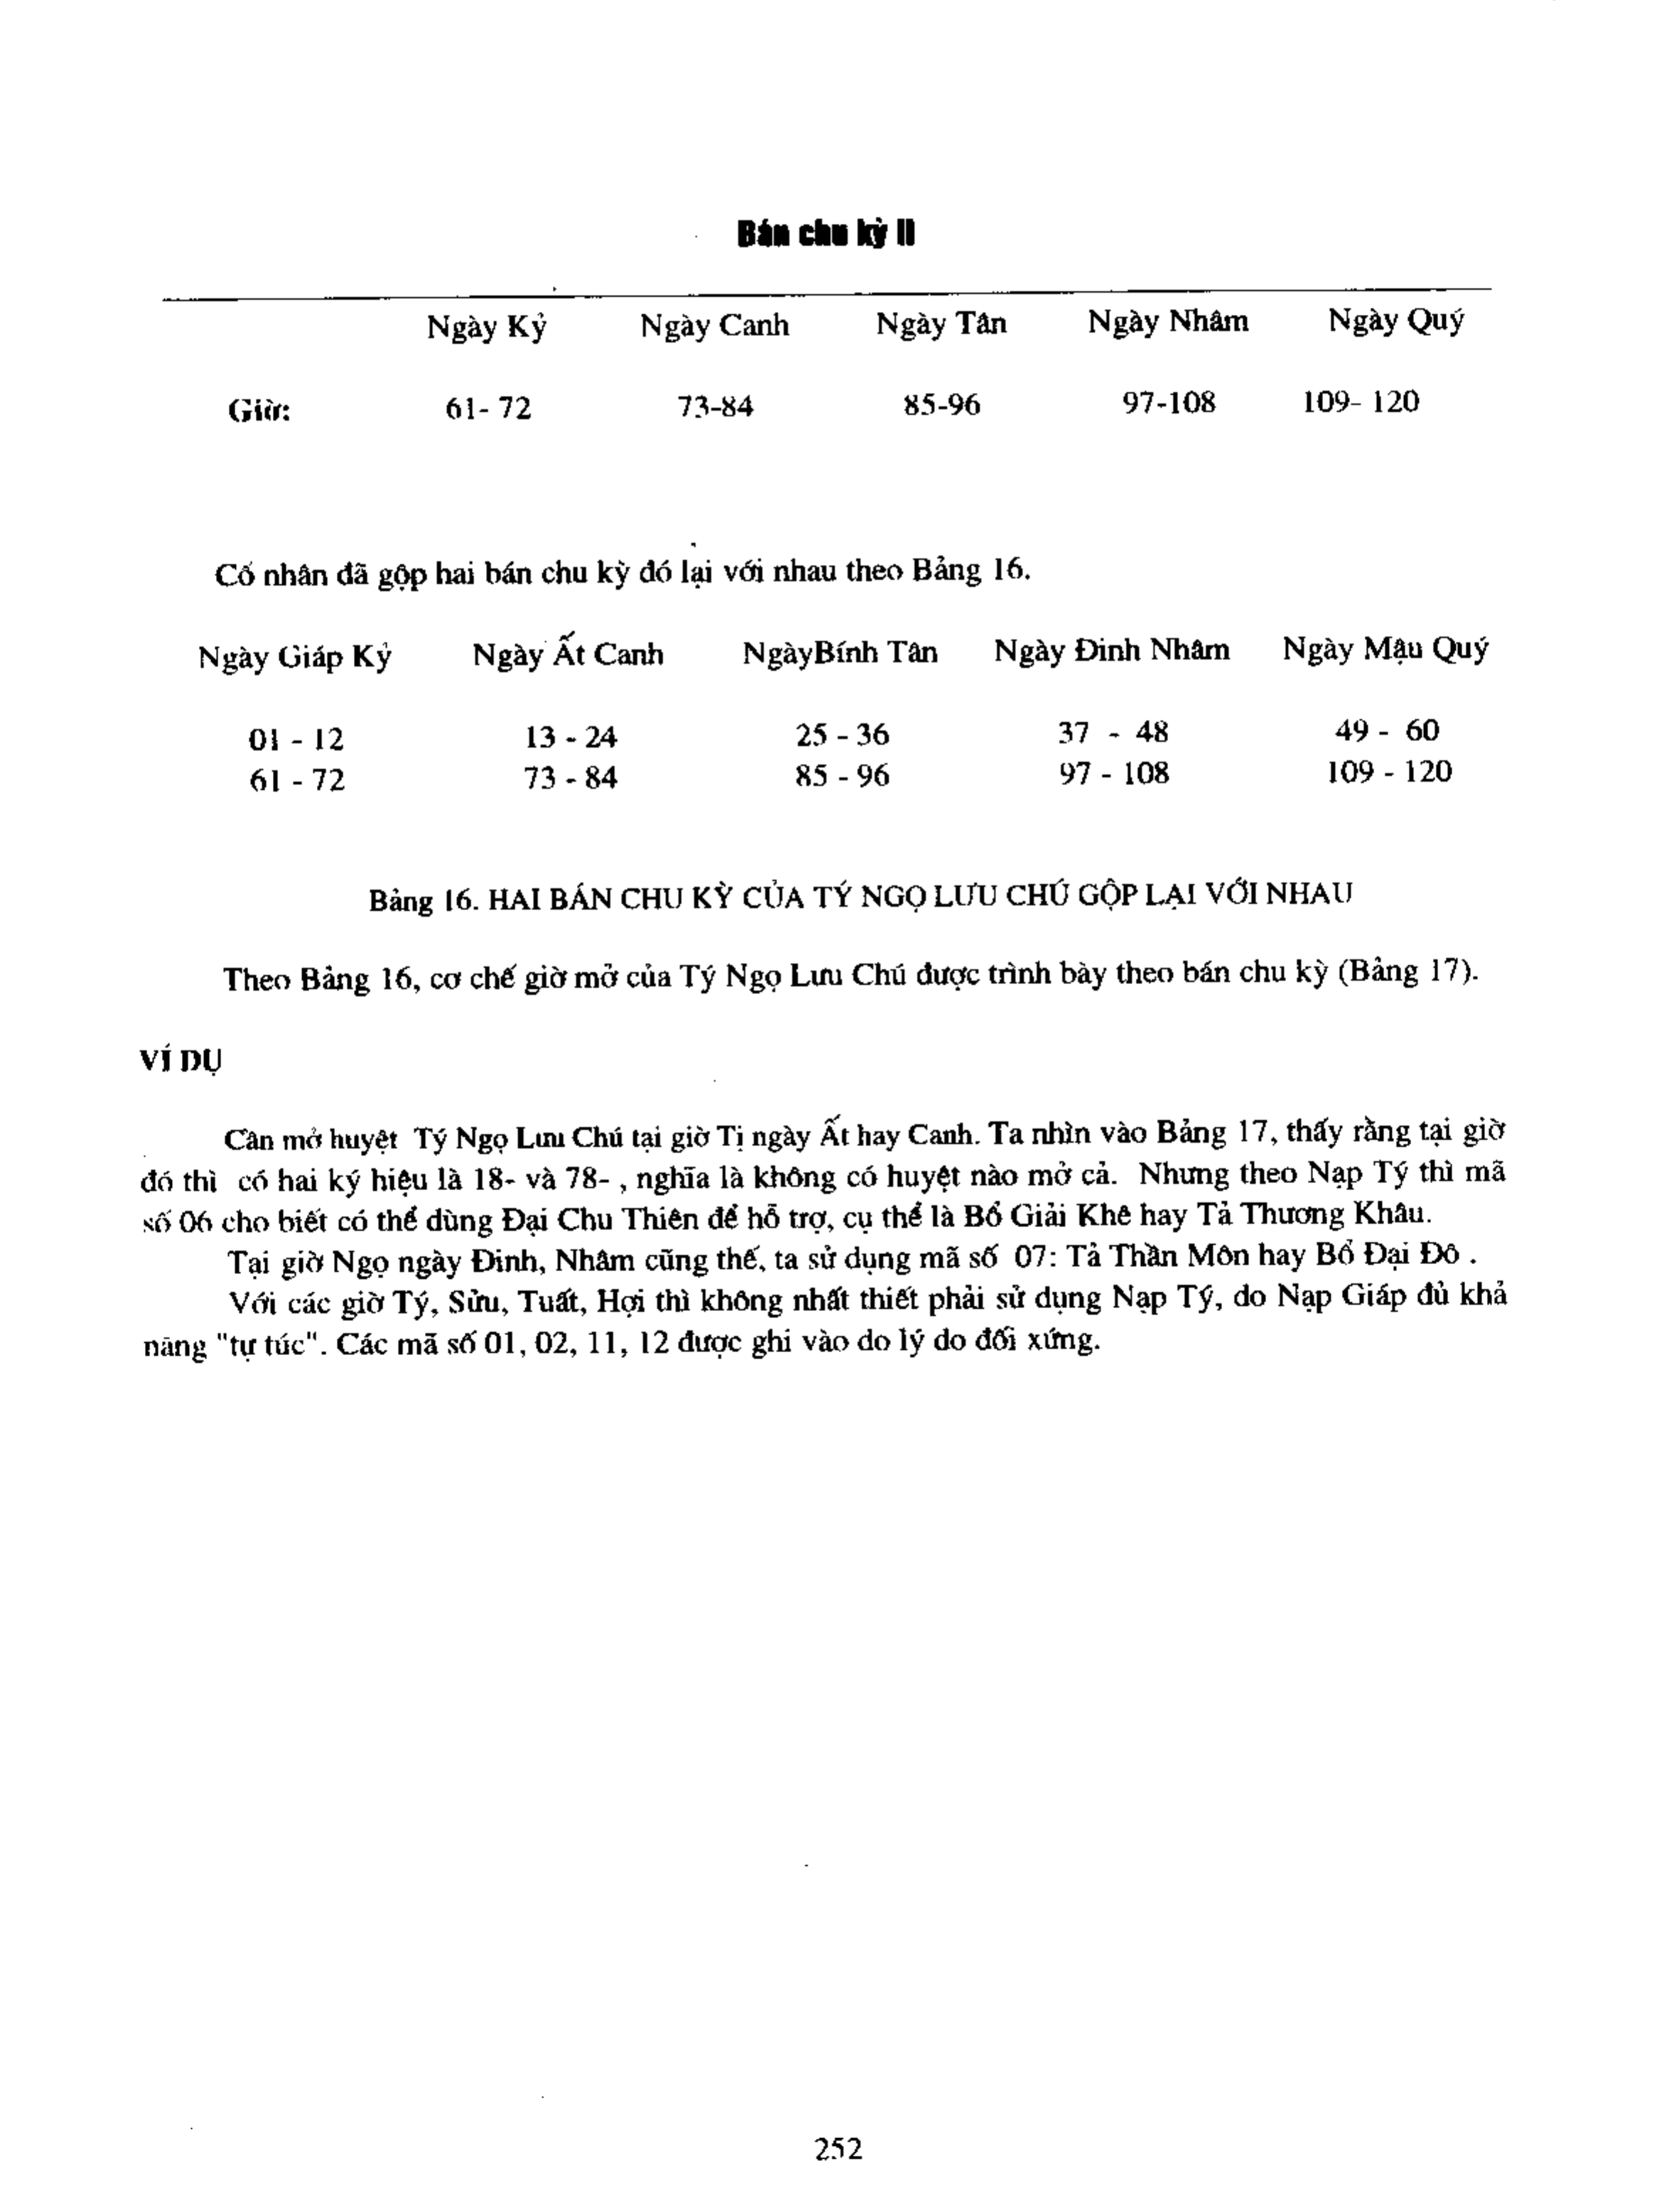 Bán chu kỳ II
Ngày Kỷ Ngày Canh Ngày Tân Ngày Nhâm Ngày Quý
Giờ: 61- 72 73-84 85-96 97-108 109- 120
Cổ nhân đã gộp hai bán chu kỳ đó lại với nhau theo Bảng 16.
Ngày Giáp Kỷ Ngày Ất Canh NgàyBính Tân Ngày Đinh Nhâm Ngày Mậu Quý
01 - 12 13 - 24 25 - 36 37 - 48 49 - 60
61 - 72 73 - 84 85 - 96 97 - 108 109 - 120
Bảng 16. HAI BÁN CHU KỲ CỦA TÝ NGỌ LƯU CHÚ GỘP LẠI VỚI NHAU
Theo Bảng 16, cơ chế giờ mở của Tý Ngọ Lưu Chú được trình bày theo bán chu kỳ (Bảng 17).
VÍ DỤ
Cần mở huyệt Tý Ngọ Lưu Chú tại giờ Tị ngày Ất hay Canh. Ta nhìn vào Bảng 17, thấy rằng tại giờ
đó thì có hai ký hiệu là 18- và 78- , nghĩa là không có huyệt nào mở cả. Nhưng theo Nạp Tý thì mã
số 06 cho biết có thể dùng Đại Chu Thiên để hỗ trợ, cụ thể là Bổ Giải Khê hay Tả Thương Khâu.
Tại giờ Ngọ ngày Đinh, Nhâm cũng thế, ta sử dụng mã số 07: Tả Thần Môn hay Bổ Đại Đô .
Với các giờ Tý, Sửu, Tuất, Hợi thì không nhất thiết phải sử dụng Nạp Tý, do Nạp Giáp đủ khả
năng "tự túc". Các mã số 01, 02, 11, 12 được ghi vào do lý do đối xứng.
252